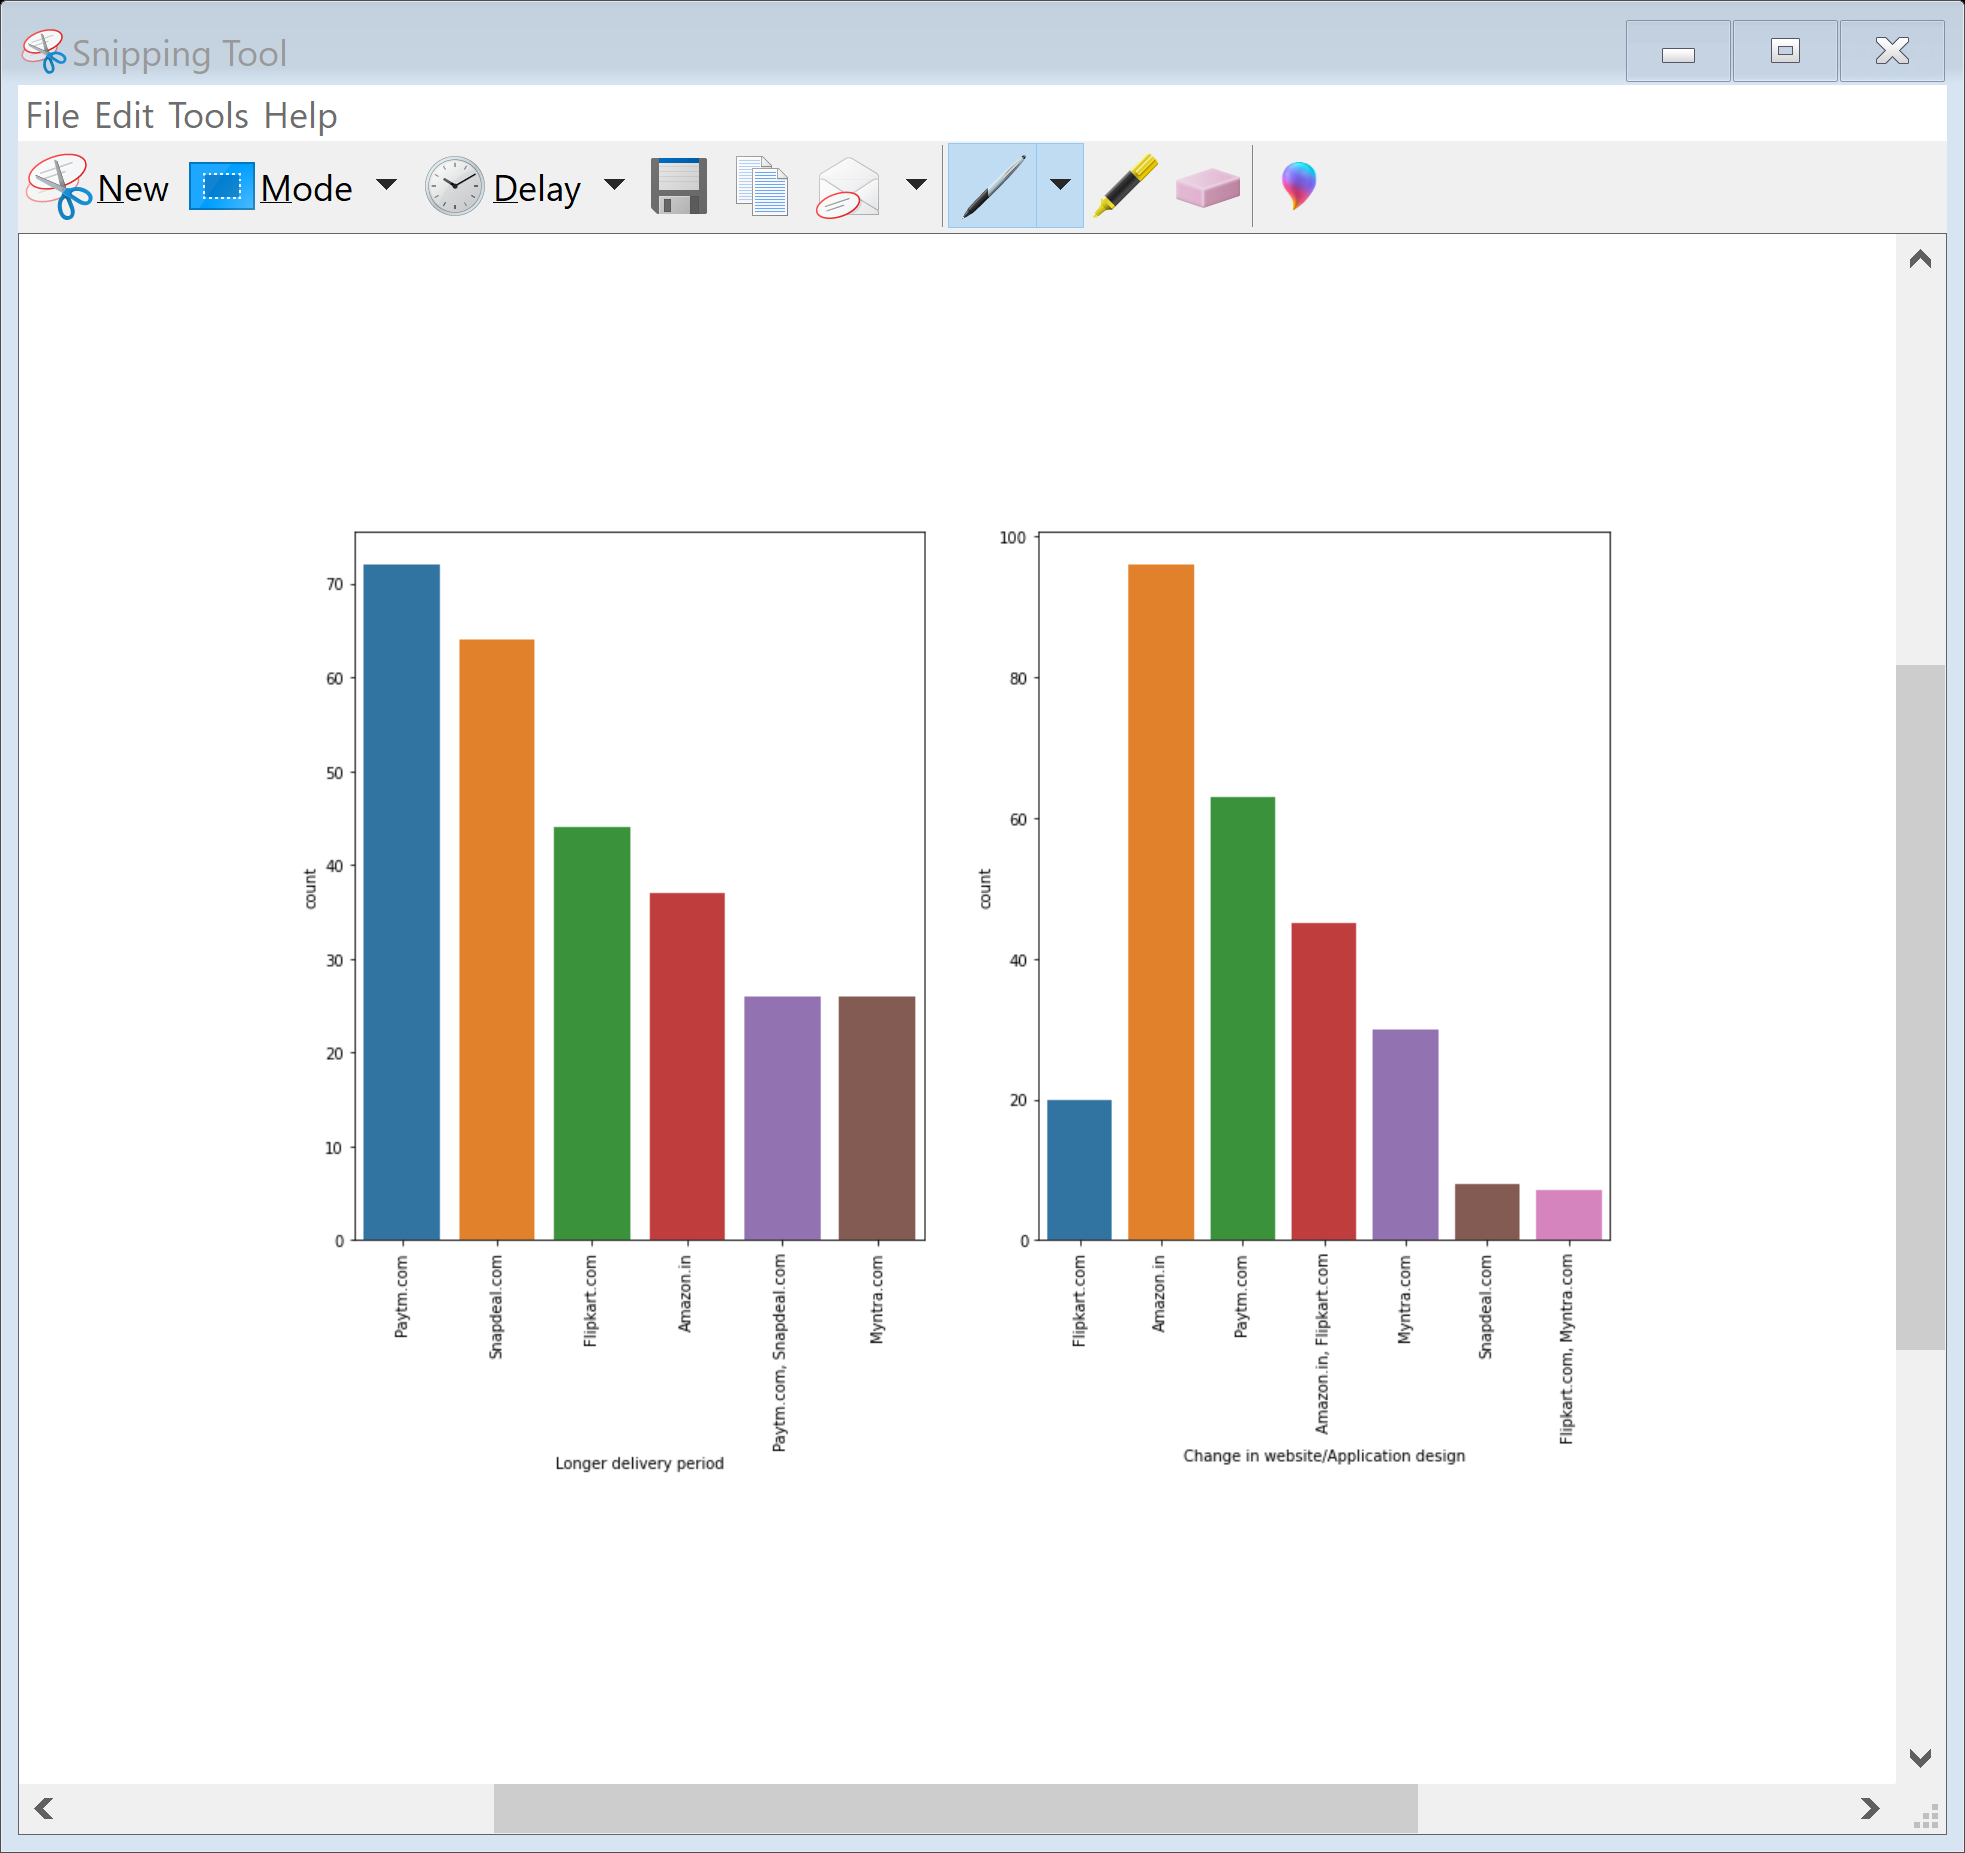 Snipping Tool
File Edit Tools Help
New Mode Delay
70
60
50
40
30
20
10
0
count
Paytm.com
Snapdeal.com
Flipkart.com
Amazon.in
Paytm.com, Snapdeal.com
Myntra.com
Longer delivery period
100
80
60
40
20
0
count
Flipkart.com
Amazon.in
Paytm.com
Amazon.in, Flipkart.com
Myntra.com
Snapdeal.com
Flipkart.com, Myntra.com
Change in website/Application design